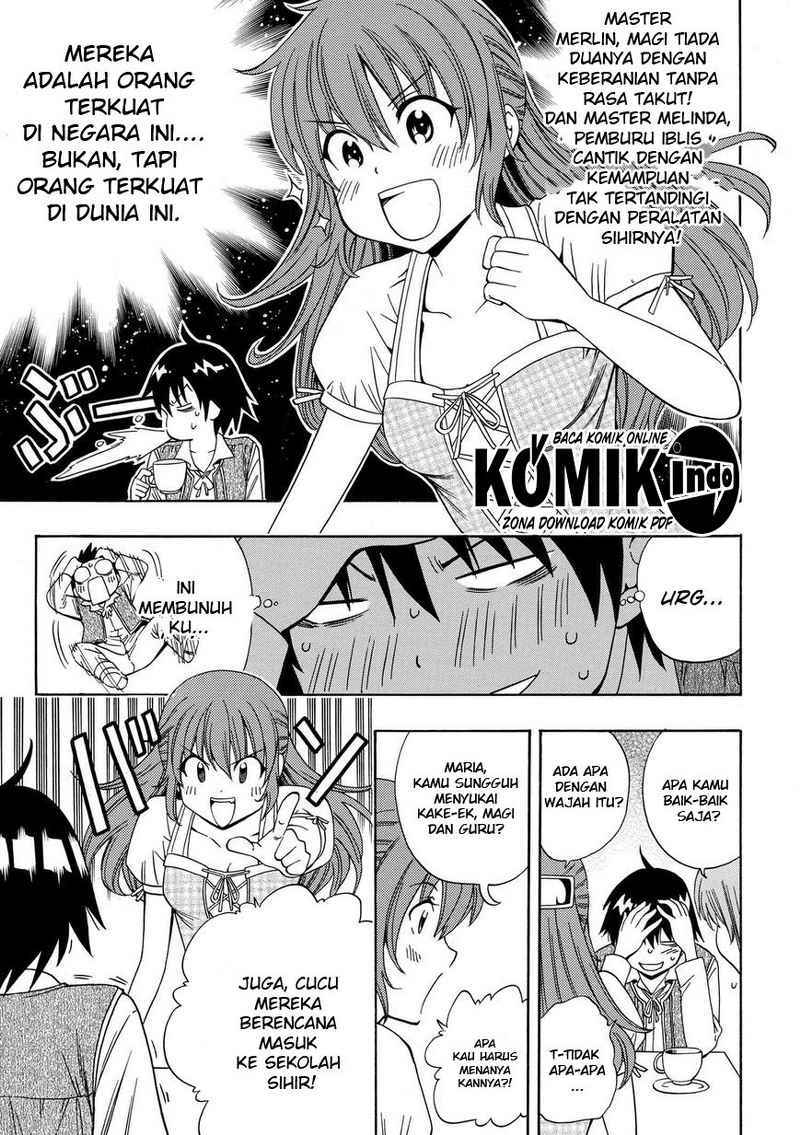 MASTER
MERLIN, MAGI TIADA
DUANYA DENGAN
KEBERANIAN TANPA
RASA TAKUT!
DAN MASTER MELINDA,
PEMBURU IBLIS
CANTIK DENGAN
KEMAMPUAN
TAK TERTANDINGI
DENGAN PERALATAN
SIHIRNYA!
MEREKA
ADALAH ORANG
TERKUAT
DI NEGARA INI....
BUKAN, TAPI
ORANG TERKUAT
DI DUNIA INI.
BACA KOMIK ONLINE
KOMIK indo
ZONA DOWNLOAD KOMIK PDF
URG...
INI
MEMBUNUH
KU...
APA KAMU
BAIK-BAIK
SAJA?
ADA APA
DENGAN
WAJAH ITU?
T-TIDAK
APA-APA
...
MARIA,
KAMU SUNGGUH
MENYUKAI
KAKE-EK, MAGI
DAN GURU?
APA
KAU HARUS
MENANYA
KANNYA?!
JUGA, CUCU
MEREKA
BERENCANA
MASUK
KE SEKOLAH
SIHIR!